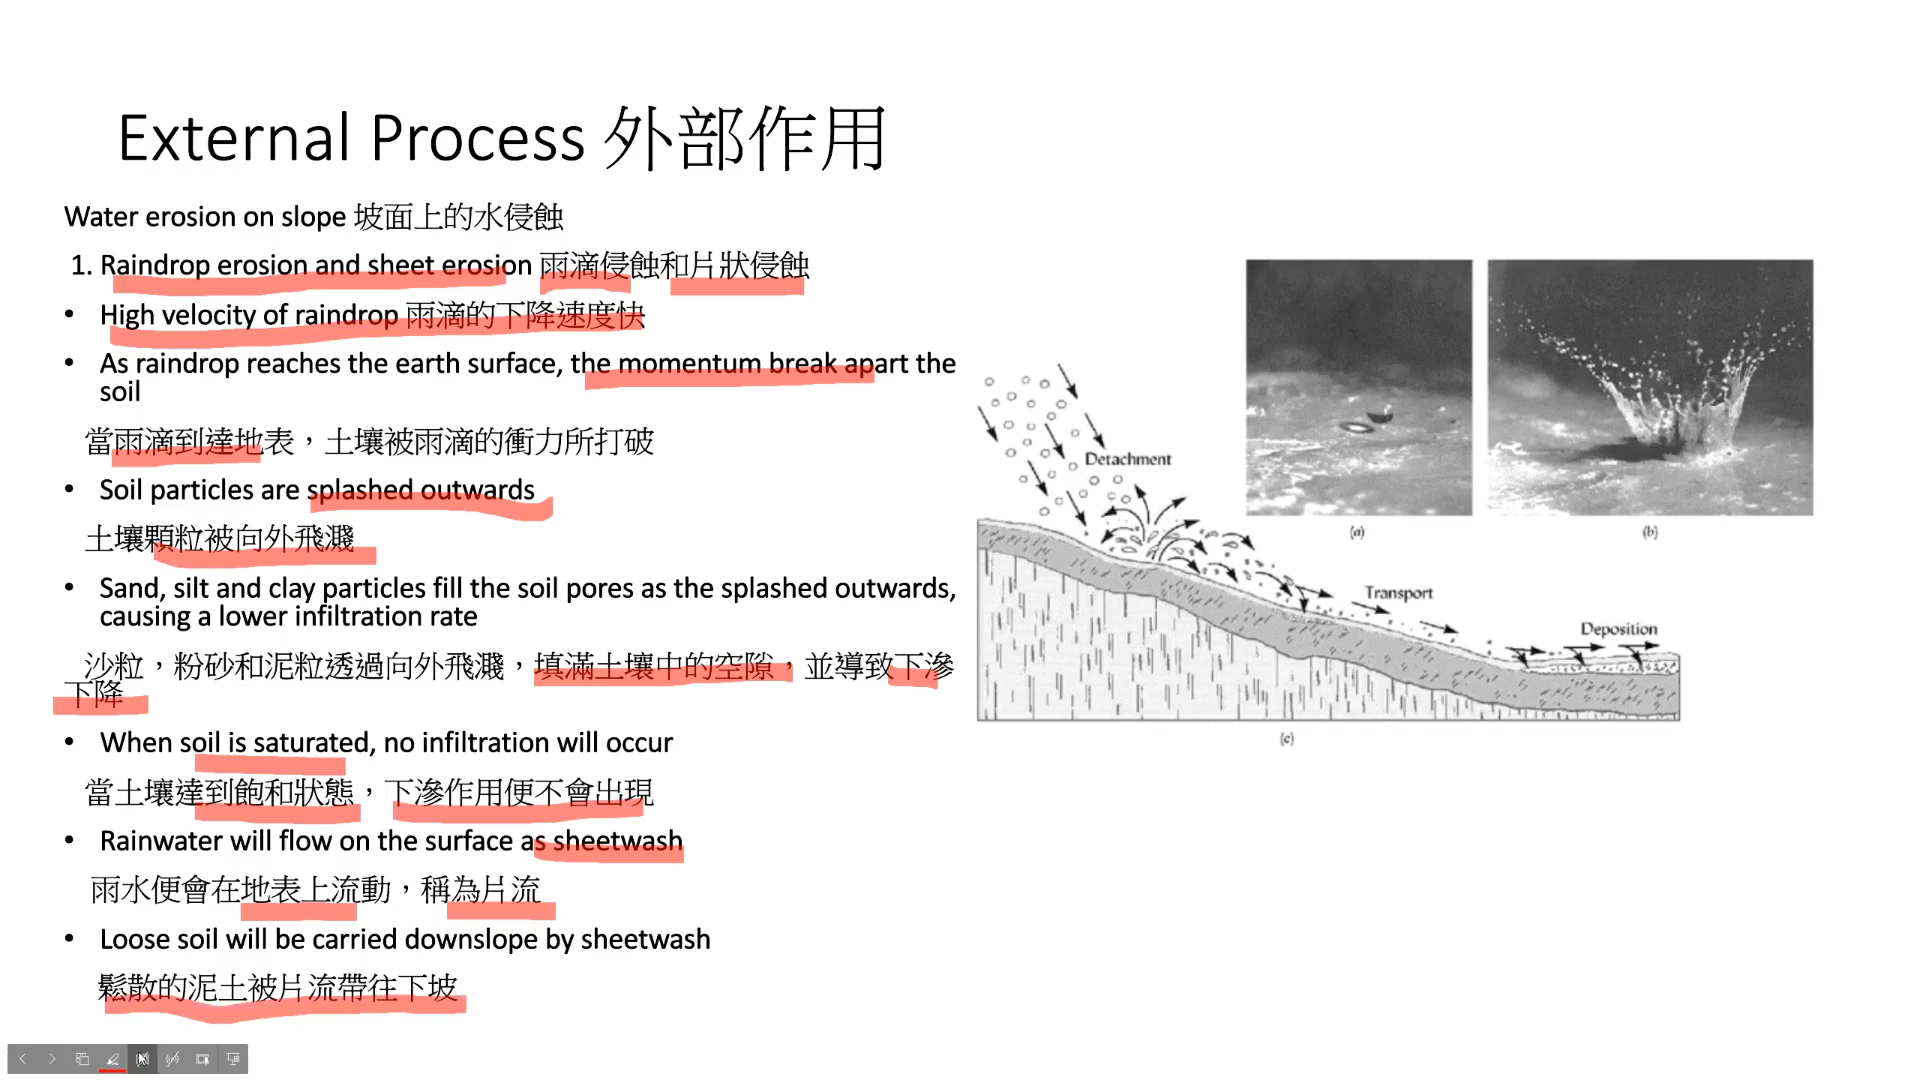 External Process 外部作用
Water erosion on slope 坡面上的水侵蝕
1. Raindrop erosion and sheet erosion 雨滴侵蝕和片狀侵蝕
• High velocity of raindrop 雨滴的下降速度快
• As raindrop reaches the earth surface, the momentum break apart the
soil
當雨滴到達地表，土壤被雨滴的衝力所打破
• Soil particles are splashed outwards
土壤顆粒被向外飛濺
• Sand, silt and clay particles fill the soil pores as the splashed outwards,
causing a lower infiltration rate
沙粒，粉砂和泥粒透過向外飛濺，填滿土壤中的空隙，並導致下滲
下降
• When soil is saturated, no infiltration will occur
當土壤達到飽和狀態，下滲作用便不會出現
• Rainwater will flow on the surface as sheetwash
雨水便會在地表上流動，稱為片流
• Loose soil will be carried downslope by sheetwash
鬆散的泥土被片流帶往下坡
(a)
(b)
Detachment
Transport
Deposition
(c)